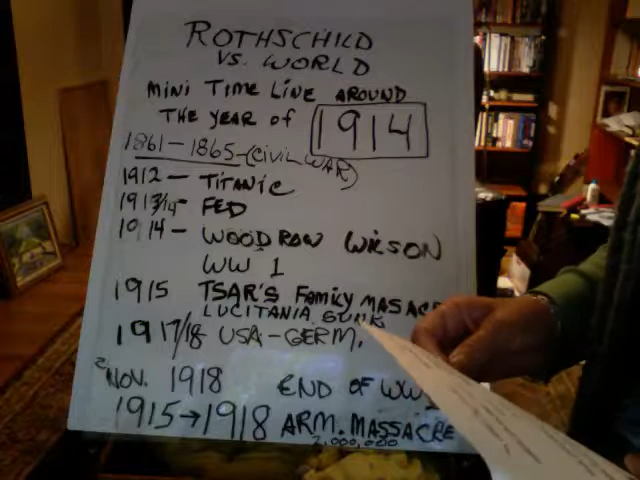 ROTHSCHILD
VS. WORLD
MINI TIME LINE AROUND
THE YEAR OF 1914
1861-1865-(CIVIL WAR)
1912 - TITANIC
1913/14- FED
1914 - WOODROW WILSON
WW 1
1915 TSAR'S FAMILY MASACRE
LUCITANIA SUNK
1917/18 USA-GERM.
NOV. 1918 END OF WW
1915→1918 ARM. MASSACRE
2,000,000